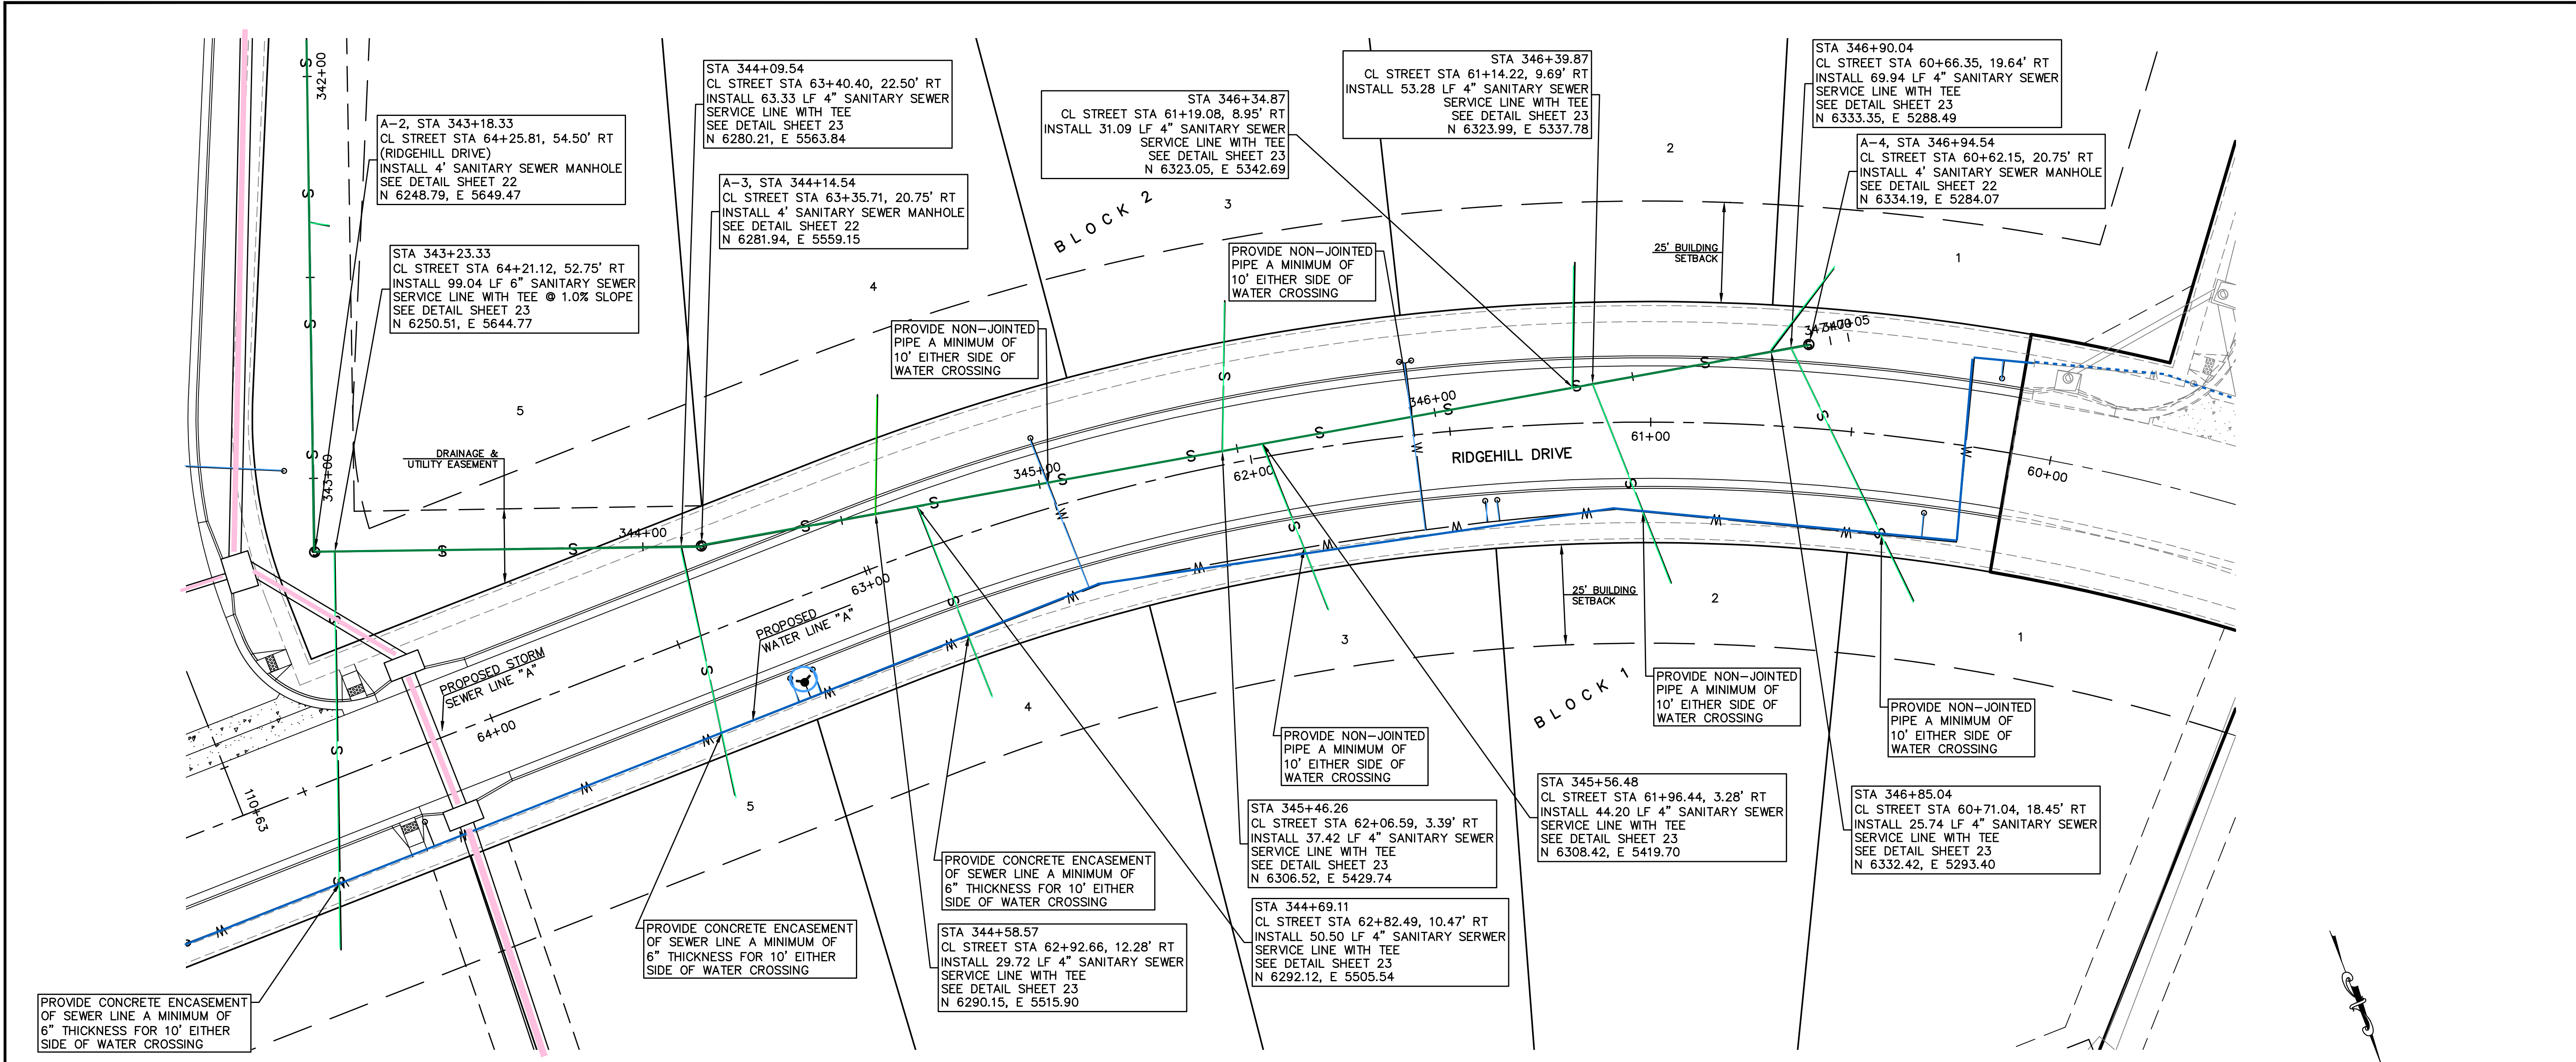 342+00
A-2, STA 343+18.33
CL STREET STA 64+25.81, 54.50' RT
(RIDGEHILL DRIVE)
INSTALL 4' SANITARY SEWER MANHOLE
SEE DETAIL SHEET 22
N 6248.79, E 5649.47
STA 343+23.33
CL STREET STA 64+21.12, 52.75' RT
INSTALL 99.04 LF 6" SANITARY SEWER
SERVICE LINE WITH TEE @ 1.0% SLOPE
SEE DETAIL SHEET 23
N 6250.51, E 5644.77
STA 344+09.54
CL STREET STA 63+40.40, 22.50' RT
INSTALL 63.33 LF 4" SANITARY SEWER
SERVICE LINE WITH TEE
SEE DETAIL SHEET 23
N 6280.21, E 5563.84
A-3, STA 344+14.54
CL STREET STA 63+35.71, 20.75' RT
INSTALL 4' SANITARY SEWER MANHOLE
SEE DETAIL SHEET 22
N 6281.94, E 5559.15
STA 346+34.87
CL STREET STA 61+19.08, 8.95' RT
INSTALL 31.09 LF 4" SANITARY SEWER
SERVICE LINE WITH TEE
SEE DETAIL SHEET 23
N 6323.05, E 5342.69
STA 346+39.87
CL STREET STA 61+14.22, 9.69' RT
INSTALL 53.28 LF 4" SANITARY SEWER
SERVICE LINE WITH TEE
SEE DETAIL SHEET 23
N 6323.99, E 5337.78
STA 346+90.04
CL STREET STA 60+66.35, 19.64' RT
INSTALL 69.94 LF 4" SANITARY SEWER
SERVICE LINE WITH TEE
SEE DETAIL SHEET 23
N 6333.35, E 5288.49
A-4, STA 346+94.54
CL STREET STA 60+62.15, 20.75' RT
INSTALL 4' SANITARY SEWER MANHOLE
SEE DETAIL SHEET 22
N 6334.19, E 5284.07
BLOCK 2
2
3
1
4
5
25' BUILDING
SETBACK
PROVIDE NON-JOINTED
PIPE A MINIMUM OF
10' EITHER SIDE OF
WATER CROSSING
PROVIDE NON-JOINTED
PIPE A MINIMUM OF
10' EITHER SIDE OF
WATER CROSSING
DRAINAGE &
UTILITY EASEMENT
343+00
344+00
345+00
346+00
RIDGEHILL DRIVE
60+00
61+00
62+00
63+00
64+00
110+63
PROPOSED
WATER LINE "A"
PROPOSED STORM
SEWER LINE "A"
25' BUILDING
SETBACK
2
1
3
4
5
BLOCK 1
PROVIDE NON-JOINTED
PIPE A MINIMUM OF
10' EITHER SIDE OF
WATER CROSSING
PROVIDE NON-JOINTED
PIPE A MINIMUM OF
10' EITHER SIDE OF
WATER CROSSING
PROVIDE NON-JOINTED
PIPE A MINIMUM OF
10' EITHER SIDE OF
WATER CROSSING
STA 345+46.26
CL STREET STA 62+06.59, 3.39' RT
INSTALL 37.42 LF 4" SANITARY SEWER
SERVICE LINE WITH TEE
SEE DETAIL SHEET 23
N 6306.52, E 5429.74
STA 345+56.48
CL STREET STA 61+96.44, 3.28' RT
INSTALL 44.20 LF 4" SANITARY SEWER
SERVICE LINE WITH TEE
SEE DETAIL SHEET 23
N 6308.42, E 5419.70
STA 346+85.04
CL STREET STA 60+71.04, 18.45' RT
INSTALL 25.74 LF 4" SANITARY SEWER
SERVICE LINE WITH TEE
SEE DETAIL SHEET 23
N 6332.42, E 5293.40
PROVIDE CONCRETE ENCASEMENT
OF SEWER LINE A MINIMUM OF
6" THICKNESS FOR 10' EITHER
SIDE OF WATER CROSSING
STA 344+69.11
CL STREET STA 62+82.49, 10.47' RT
INSTALL 50.50 LF 4" SANITARY SERWER
SERVICE LINE WITH TEE
SEE DETAIL SHEET 23
N 6292.12, E 5505.54
PROVIDE CONCRETE ENCASEMENT
OF SEWER LINE A MINIMUM OF
6" THICKNESS FOR 10' EITHER
SIDE OF WATER CROSSING
STA 344+58.57
CL STREET STA 62+92.66, 12.28' RT
INSTALL 29.72 LF 4" SANITARY SEWER
SERVICE LINE WITH TEE
SEE DETAIL SHEET 23
N 6290.15, E 5515.90
PROVIDE CONCRETE ENCASEMENT
OF SEWER LINE A MINIMUM OF
6" THICKNESS FOR 10' EITHER
SIDE OF WATER CROSSING